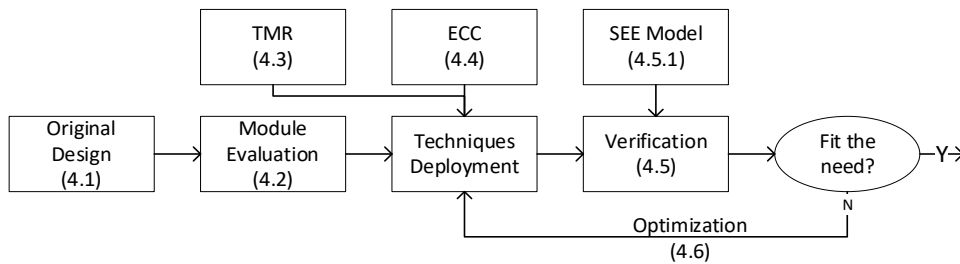 TMR
(4.3)
ECC
(4.4)
SEE Model
(4.5.1)
Original
Design
(4.1)
Module
Evaluation
(4.2)
Techniques
Deployment
Verification
(4.5)
Fit the
need?
Y
N
Optimization
(4.6)